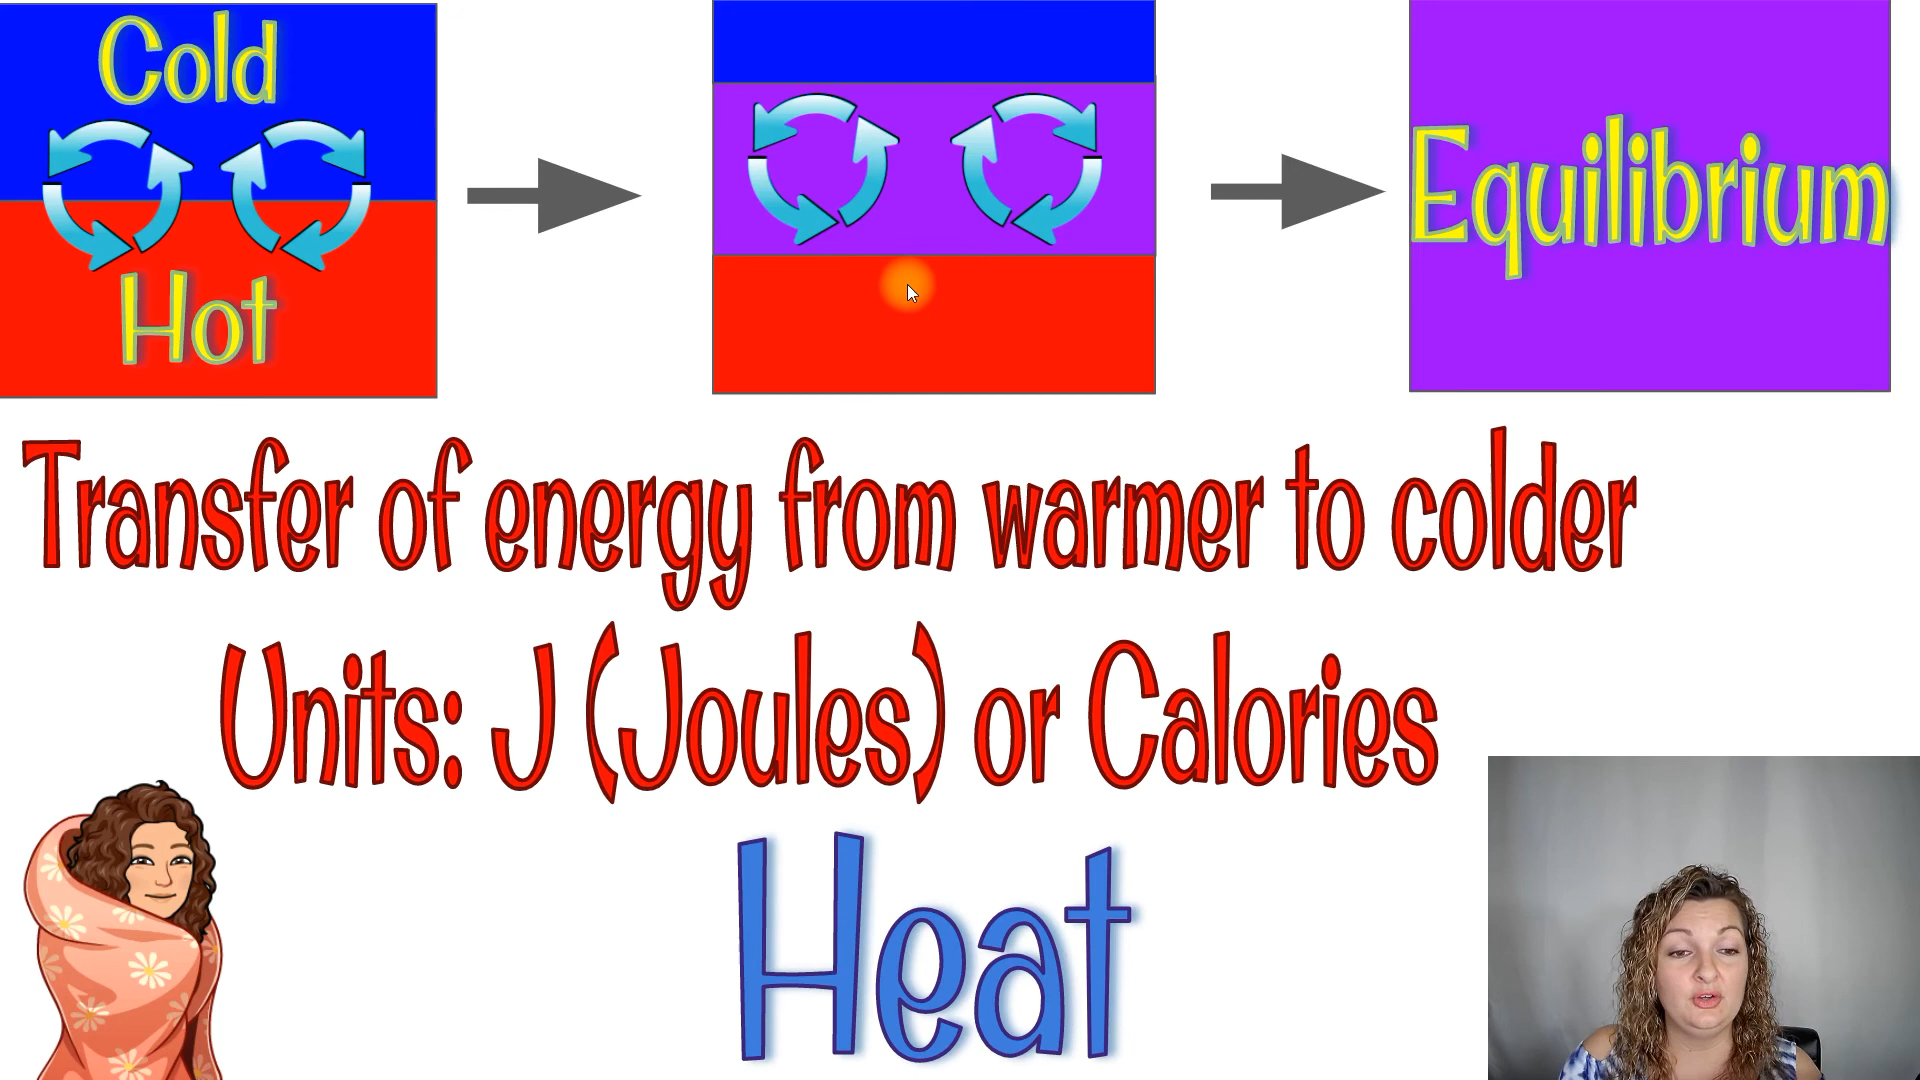 Cold
Hot
Equilibrium
Transfer of energy from warmer to colder
Units: J (Joules) or Calories
Heat